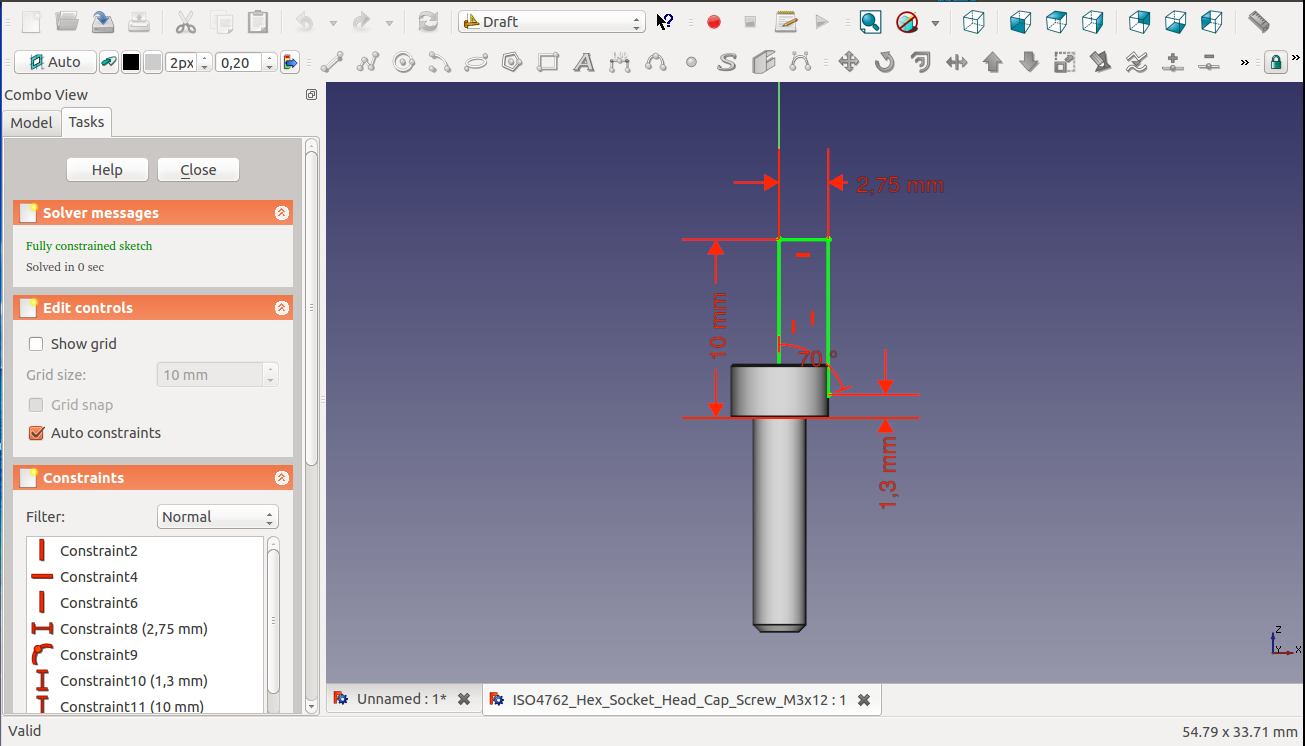 Draft
Auto
2px
0,20
Combo View
Model
Tasks
Help
Close
Solver messages
Fully constrained sketch
Solved in 0 sec
Edit controls
Show grid
Grid size:
10 mm
Grid snap
Auto constraints
Constraints
Filter:
Normal
Constraint2
Constraint4
Constraint6
Constraint8 (2,75 mm)
Constraint9
Constraint10 (1,3 mm)
Constraint11 (10 mm)
2,75 mm
10 mm
70 °
1,3 mm
Z
Y
X
Unnamed : 1*
ISO4762_Hex_Socket_Head_Cap_Screw_M3x12 : 1
Valid
54.79 x 33.71 mm